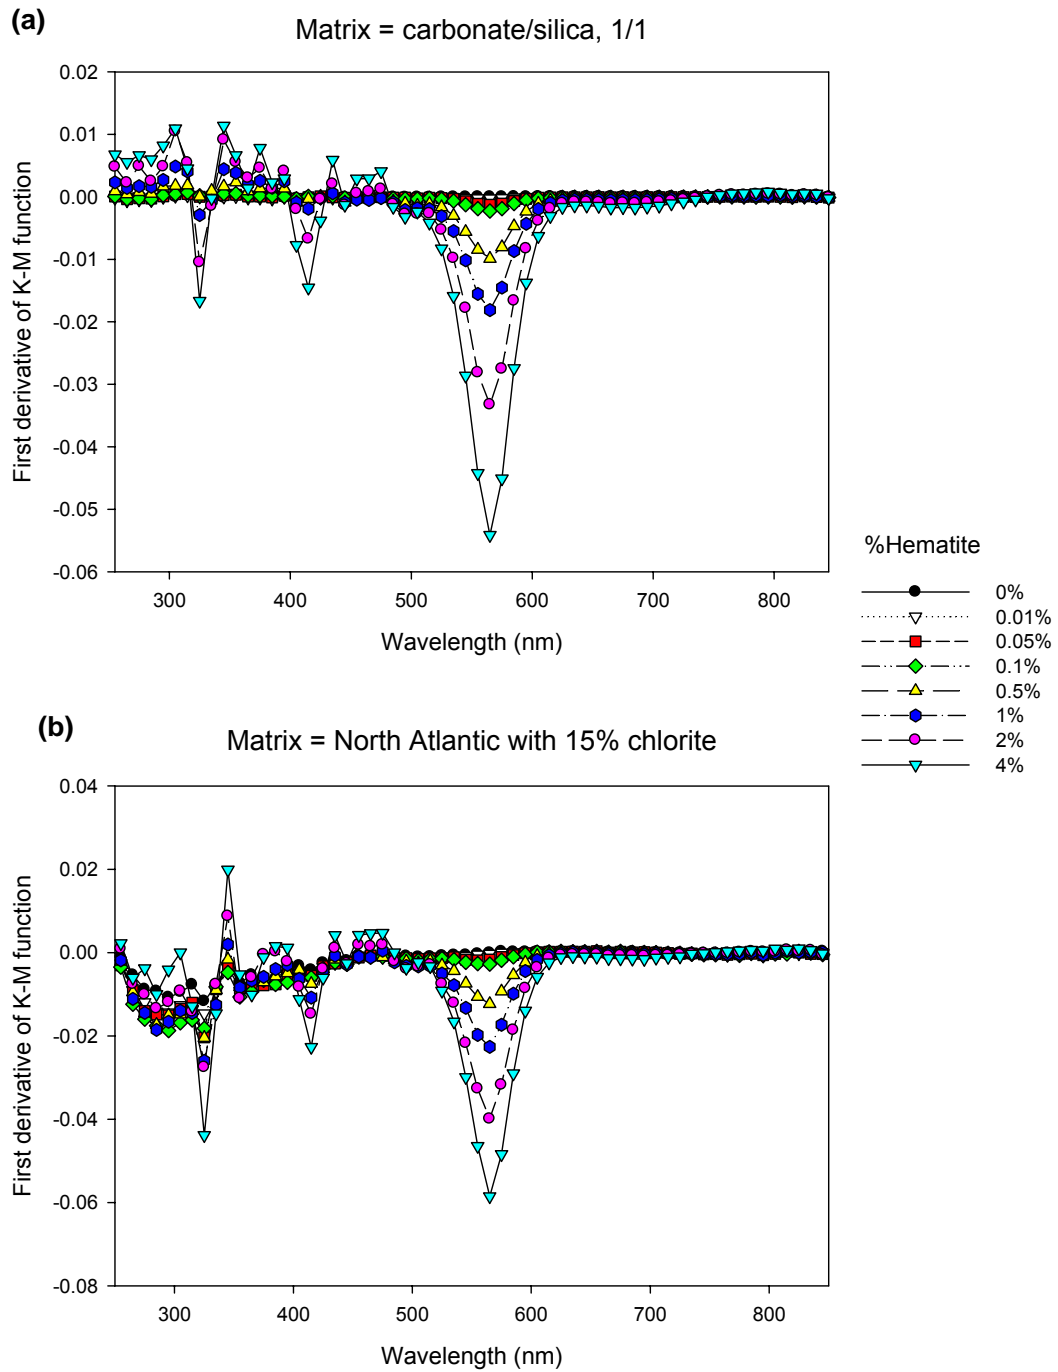 (a)
Matrix = carbonate/silica, 1/1
0.02
0.01
0.00
-0.01
-0.02
-0.03
-0.04
-0.05
-0.06
First derivative of K-M function
300 400 500 600 700 800
Wavelength (nm)
%Hematite
0%
0.01%
0.05%
0.1%
0.5%
1%
2%
4%
(b)
Matrix = North Atlantic with 15% chlorite
0.04
0.02
0.00
-0.02
-0.04
-0.06
-0.08
First derivative of K-M function
300 400 500 600 700 800
Wavelength (nm)